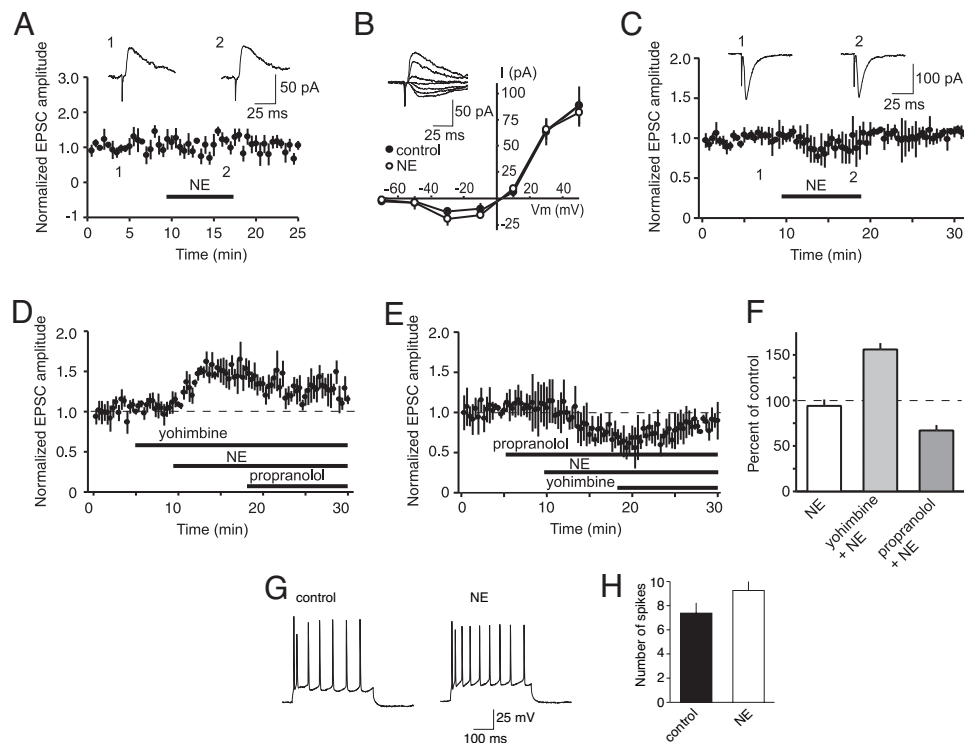 A
Normalized EPSC amplitude
1
2
50 pA
25 ms
3.0
2.0
1.0
0
-1
1
2
NE
0 5 10 15 20 25
Time (min)
B
50 pA
25 ms
control
NE
I (pA)
100
75
50
25
-25
-60 -40 -20
20 40
Vm (mV)
C
Normalized EPSC amplitude
1
2
100 pA
25 ms
2.0
1.5
1.0
0.5
0
1
2
NE
0 10 20 30
Time (min)
D
Normalized EPSC amplitude
2.0
1.5
1.0
0.5
0
yohimbine
NE
propranolol
0 10 20 30
Time (min)
E
Normalized EPSC amplitude
2.0
1.5
1.0
0.5
0
propranolol
NE
yohimbine
0 10 20 30
Time (min)
F
Percent of control
150
100
50
0
NE
yohimbine
+ NE
propranolol
+ NE
G
control
NE
25 mV
100 ms
H
Number of spikes
10
8
6
4
2
0
control
NE